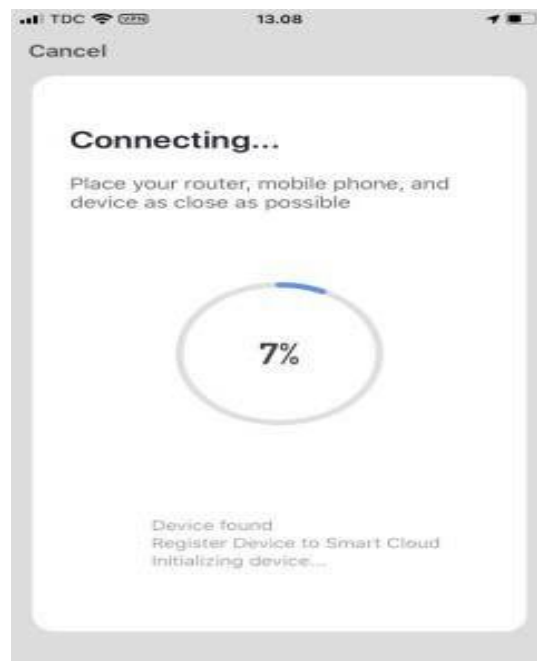 TDC VPN 13.08
Cancel
Connecting...
Place your router, mobile phone, and
device as close as possible
7%
Device found
Register Device to Smart Cloud
Initializing device...